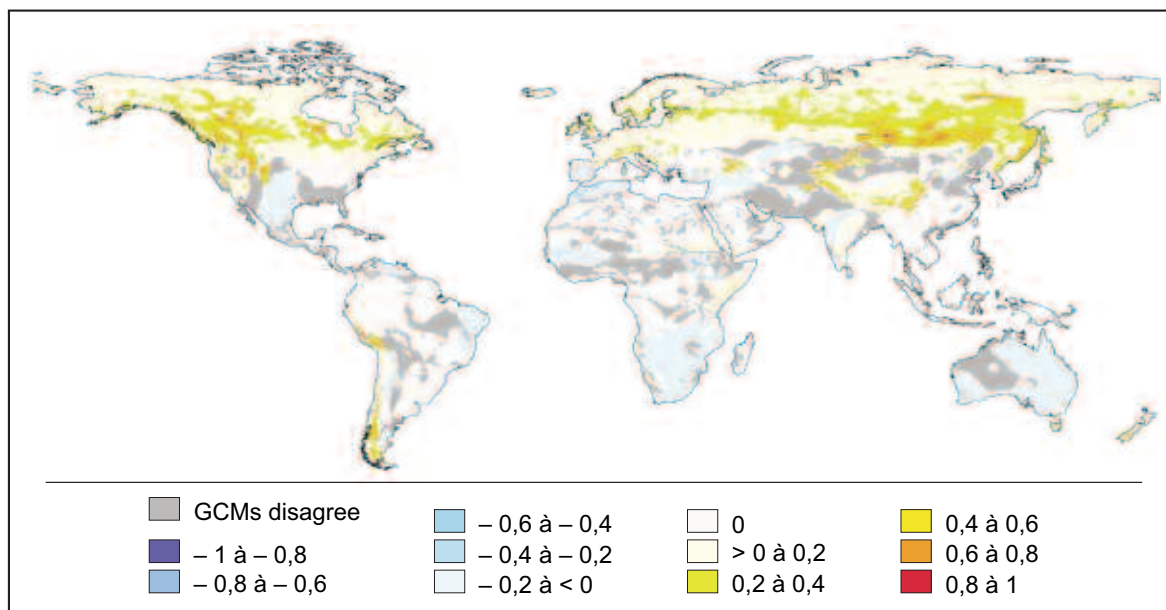 GCMs disagree
– 1 à – 0,8
– 0,8 à – 0,6
– 0,6 à – 0,4
– 0,4 à – 0,2
– 0,2 à < 0
0
> 0 à 0,2
0,2 à 0,4
0,4 à 0,6
0,6 à 0,8
0,8 à 1